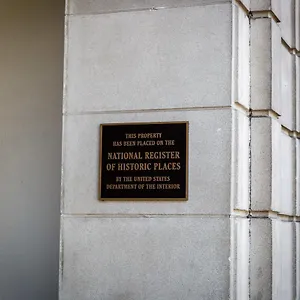 THIS PROPERTY
HAS BEEN PLACED ON THE
NATIONAL REGISTER
OF HISTORIC PLACES
BY THE UNITED STATES
DEPARTMENT OF THE INTERIOR